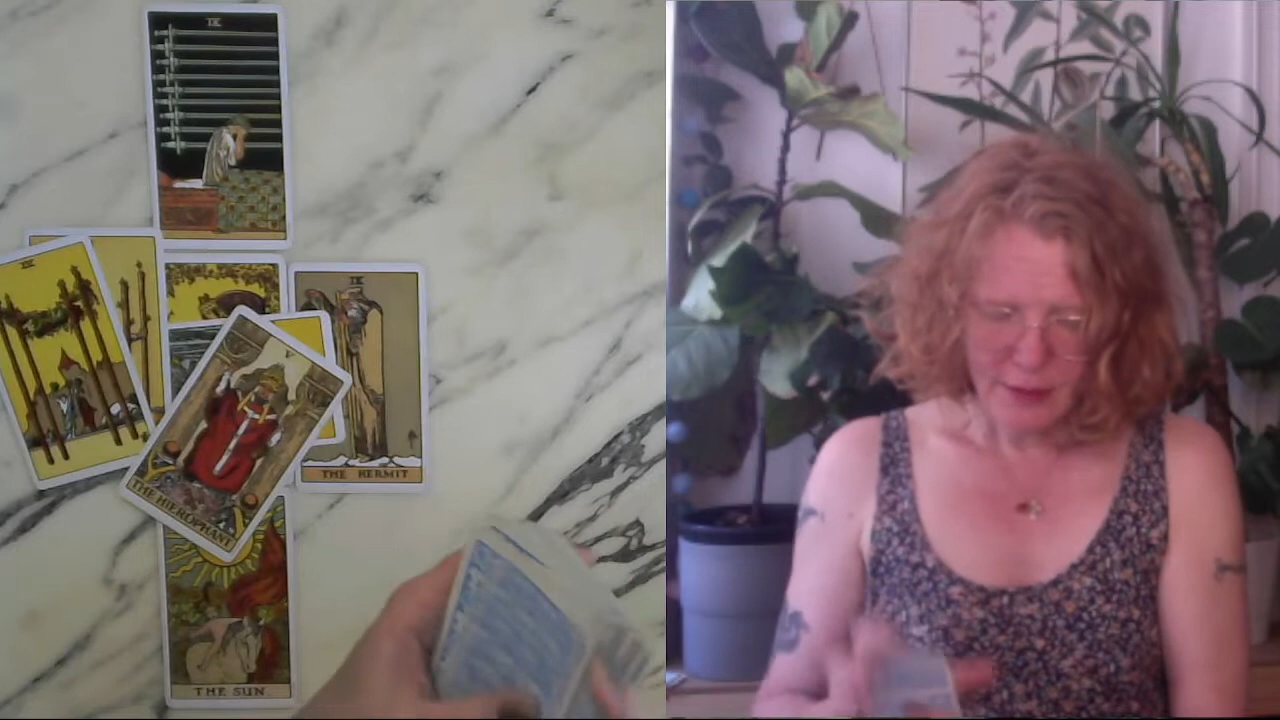 IX
IX
THE HERMIT
V
THE HIEROPHANT
THE SUN.